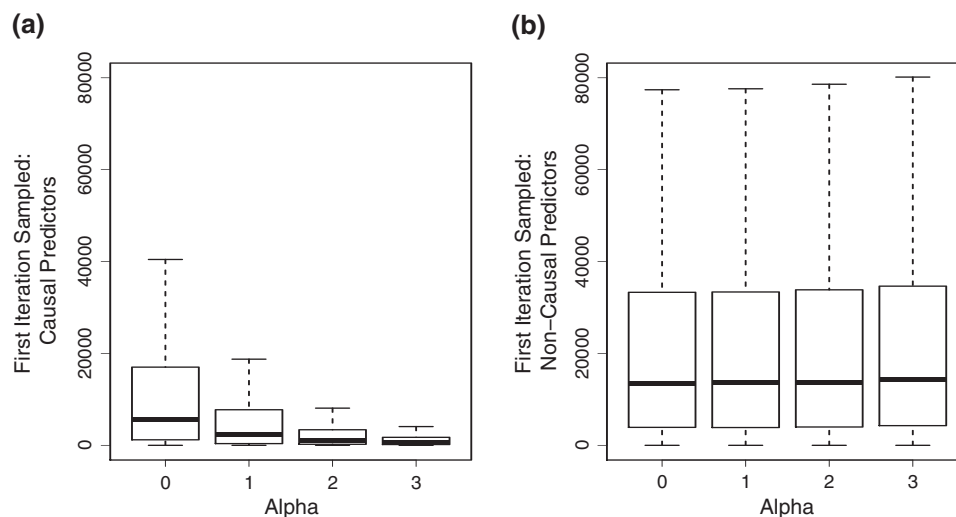 (a)
First Iteration Sampled:
Causal Predictors
80000
60000
40000
20000
0
0 1 2 3
Alpha
(b)
First Iteration Sampled:
Non−Causal Predictors
80000
60000
40000
20000
0
0 1 2 3
Alpha